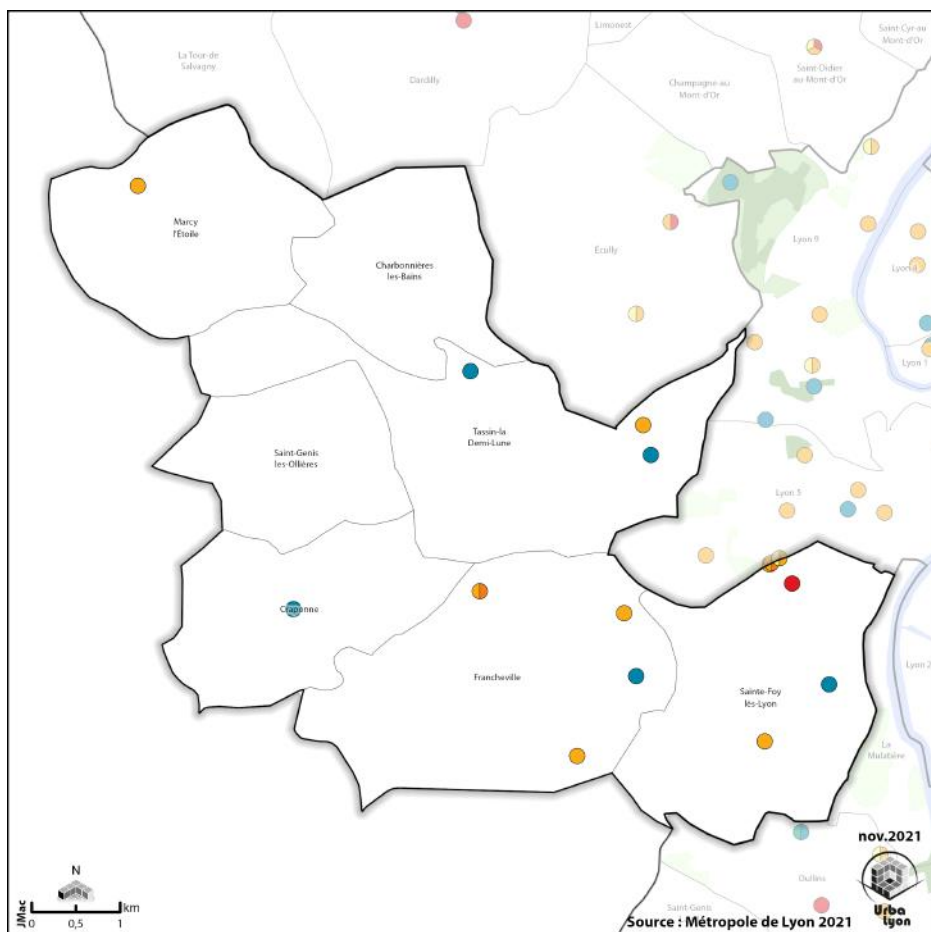 Limonest
Saint-Cyr-au
Mont-d'Or
La Tour-de
Salvagny
Dardilly
Saint-Didier
au Mont-d'Or
Champagne-au
Mont-d'Or
Marcy
l'Étoile
Charbonnières
les-Bains
Écully
Lyon 9
Lyon 4
Lyon 1
Tassin-la
Demi-Lune
Saint-Genis
les-Ollières
Lyon 5
Craponne
Francheville
Sainte-Foy
lès-Lyon
Lyon 2
La
Mulatière
nov.2021
Oullins
Saint-Genis
N
JMac
0 0,5 1 km
Source : Métropole de Lyon 2021
Urba
Lyon